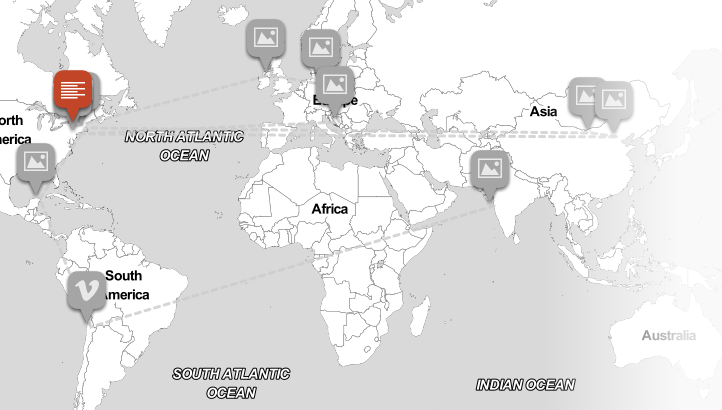 Europe
Asia
North
America
NORTH ATLANTIC
OCEAN
Africa
South
America
Australia
SOUTH ATLANTIC
OCEAN
INDIAN OCEAN